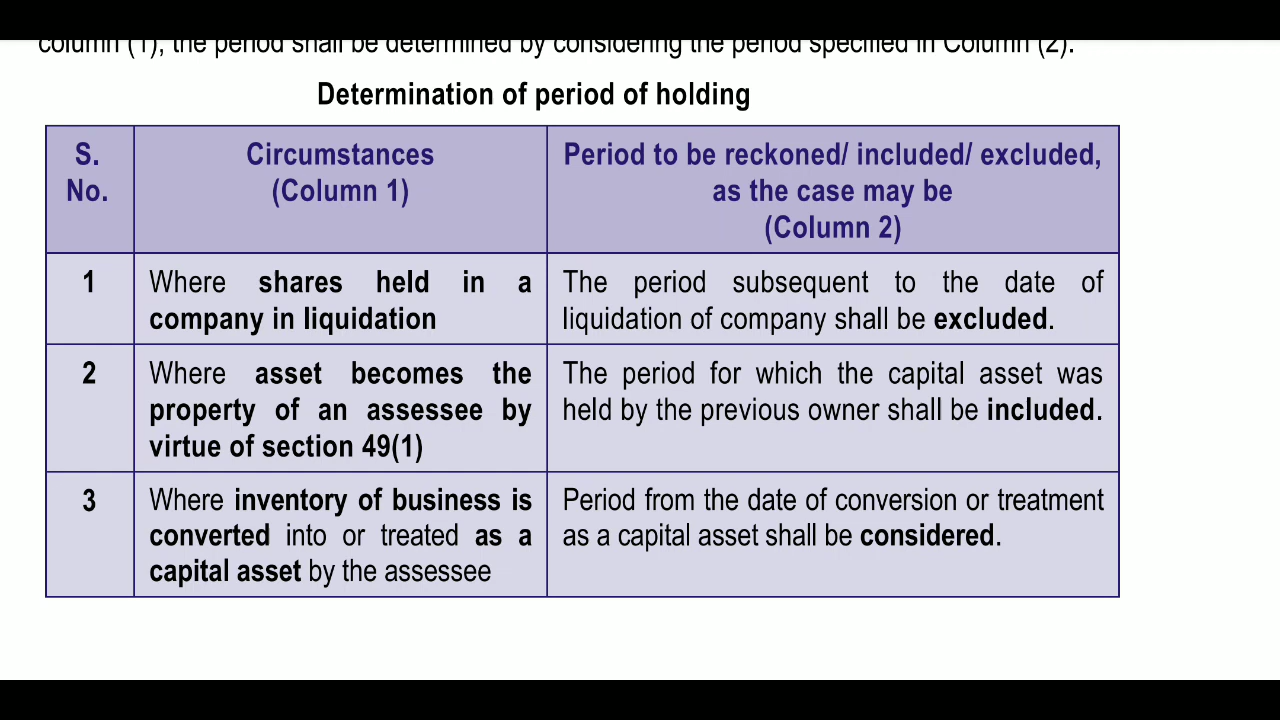 column (1), the period shall be determined by considering the period specified in Column (2).
Determination of period of holding
S.
No.
Circumstances
(Column 1)
Period to be reckoned/ included/ excluded,
as the case may be
(Column 2)
1
Where shares held in a
company in liquidation
The period subsequent to the date of
liquidation of company shall be excluded.
2
Where asset becomes the
property of an assessee by
virtue of section 49(1)
The period for which the capital asset was
held by the previous owner shall be included.
3
Where inventory of business is
converted into or treated as a
capital asset by the assessee
Period from the date of conversion or treatment
as a capital asset shall be considered.